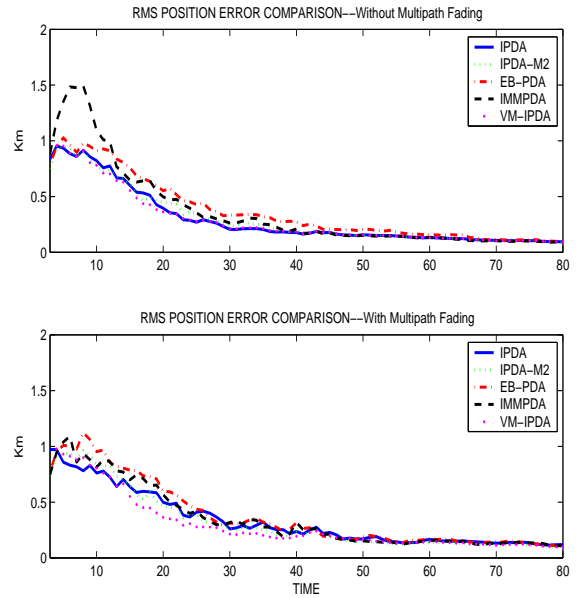 RMS POSITION ERROR COMPARISON−−Without Multipath Fading
2
1.5
1
0.5
0
Km
IPDA
IPDA−M2
EB−PDA
IMMPDA
VM−IPDA
10 20 30 40 50 60 70 80
RMS POSITION ERROR COMPARISON−−With Multipath Fading
2
1.5
1
0.5
0
Km
IPDA
IPDA−M2
EB−PDA
IMMPDA
VM−IPDA
10 20 30 40 50 60 70 80
TIME